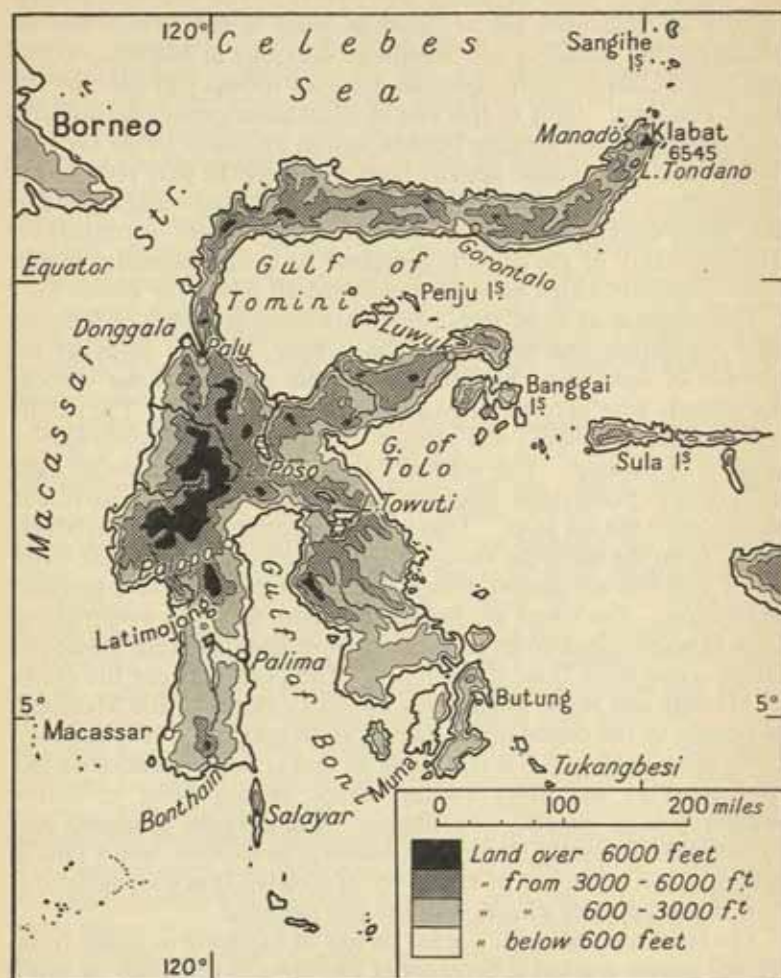 120°
Celebes
Sea
Sangihe
Is
Borneo
Manado
Klabat
6545
L. Tondano
Macassar Str.
Equator
Gulf of
Tomini
Gorontalo
Penju Is
Donggala
Palu
Luwuk
Banggai
Is
G. of
Tolo
Sula Is
Poso
L. Towuti
Palopo
Gulf of Boni
Latimojong
Palima
5°
5°
Macassar
Butung
Muna
Tukangbesi
Bonthain
Salayar
0 100 200 miles
Land over 6000 feet
" from 3000 - 6000 f.t
" " 600 - 3000 f.t
" below 600 feet
120°